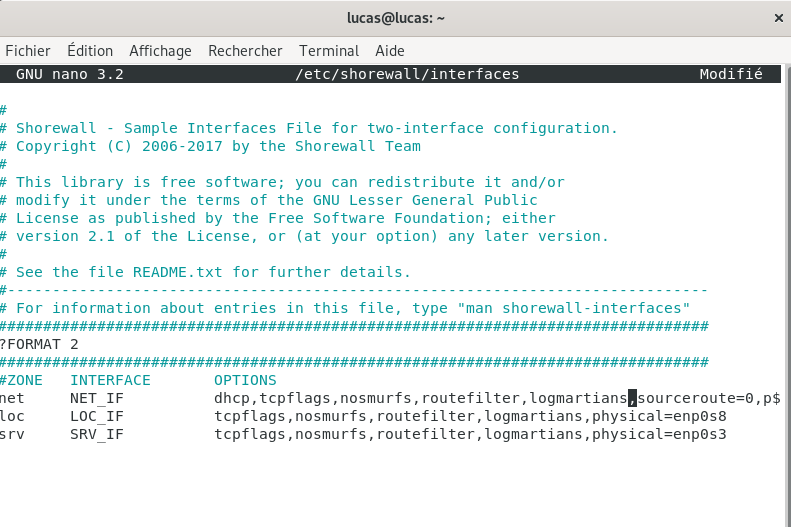 lucas@lucas: ~ ×
Fichier Édition Affichage Rechercher Terminal Aide
GNU nano 3.2 /etc/shorewall/interfaces Modifié
#
# Shorewall - Sample Interfaces File for two-interface configuration.
# Copyright (C) 2006-2017 by the Shorewall Team
#
# This library is free software; you can redistribute it and/or
# modify it under the terms of the GNU Lesser General Public
# License as published by the Free Software Foundation; either
# version 2.1 of the License, or (at your option) any later version.
#
# See the file README.txt for further details.
#------------------------------------------------------------------------------
# For information about entries in this file, type "man shorewall-interfaces"
###############################################################################
?FORMAT 2
###############################################################################
#ZONE INTERFACE OPTIONS
net NET_IF dhcp,tcpflags,nosmurfs,routefilter,logmartians,sourceroute=0,p$
loc LOC_IF tcpflags,nosmurfs,routefilter,logmartians,physical=enp0s8
srv SRV_IF tcpflags,nosmurfs,routefilter,logmartians,physical=enp0s3